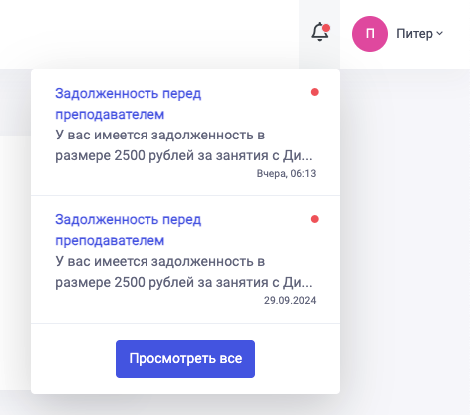 П
Питер
Задолженность перед
преподавателем
У вас имеется задолженность в
размере 2500 рублей за занятия с Ди...
Вчера, 06:13
Задолженность перед
преподавателем
У вас имеется задолженность в
размере 2500 рублей за занятия с Ди...
29.09.2024
Просмотреть все